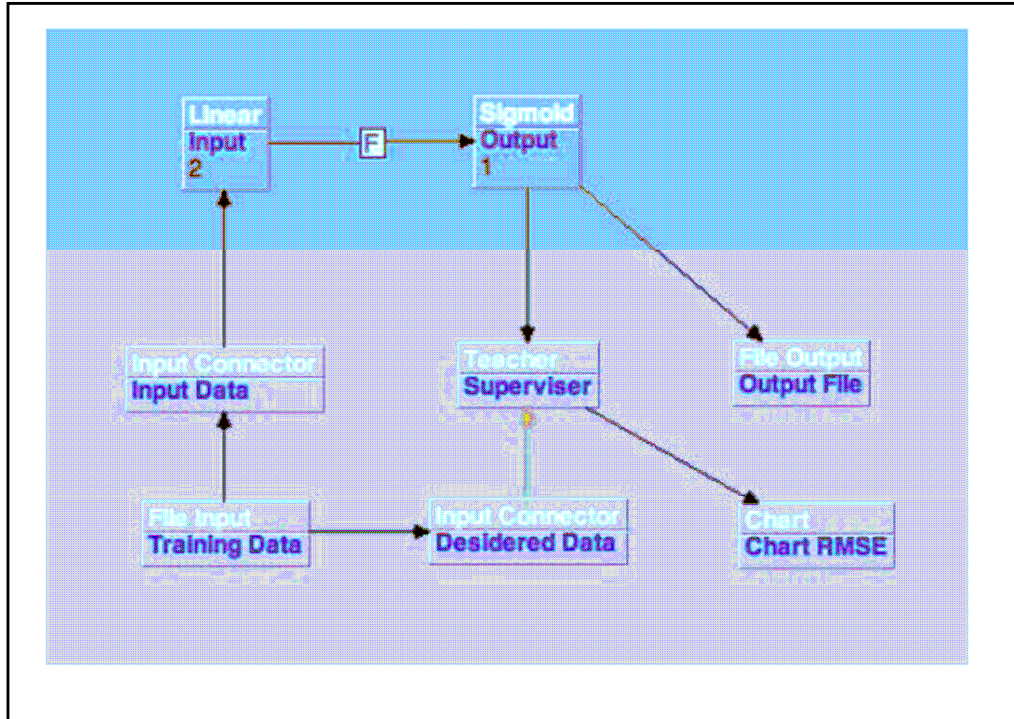 Linear
Input
2
F
Sigmoid
Output
1
Input Connector
Input Data
Teacher
Superviser
File Output
Output File
File Input
Training Data
Input Connector
Desidered Data
Chart
Chart RMSE